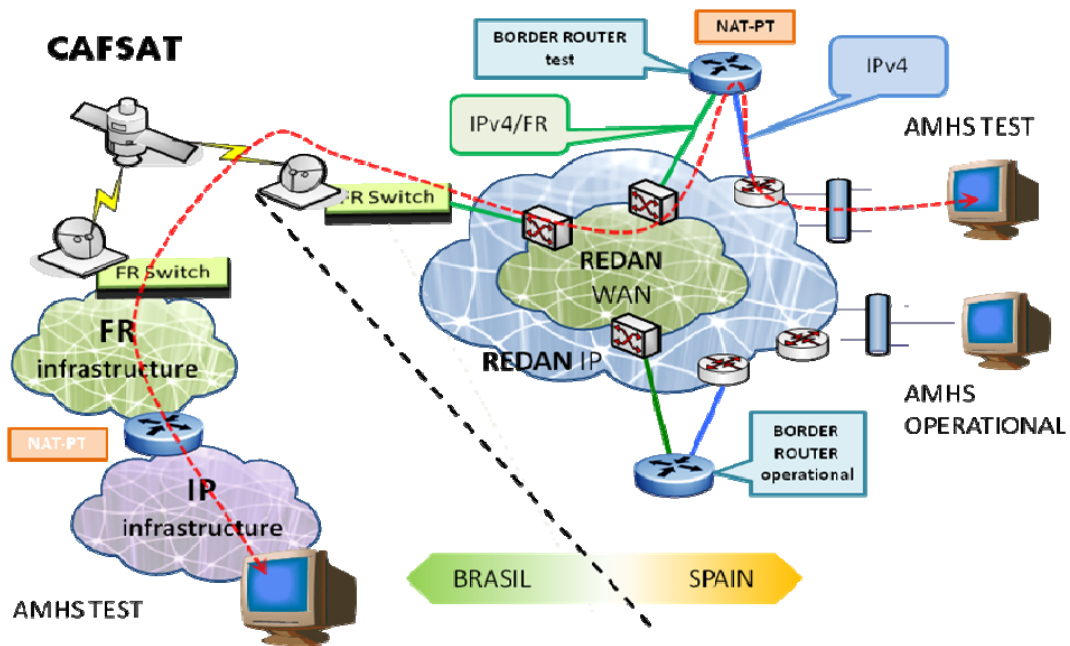 CAFSAT
BORDER ROUTER
test
NAT-PT
IPv4
IPv4/FR
AMHS TEST
FR Switch
FR Switch
REDAN
WAN
FR
infrastructure
REDAN IP
AMHS
OPERATIONAL
NAT-PT
BORDER
ROUTER
operational
IP
infrastructure
BRASIL
SPAIN
AMHS TEST